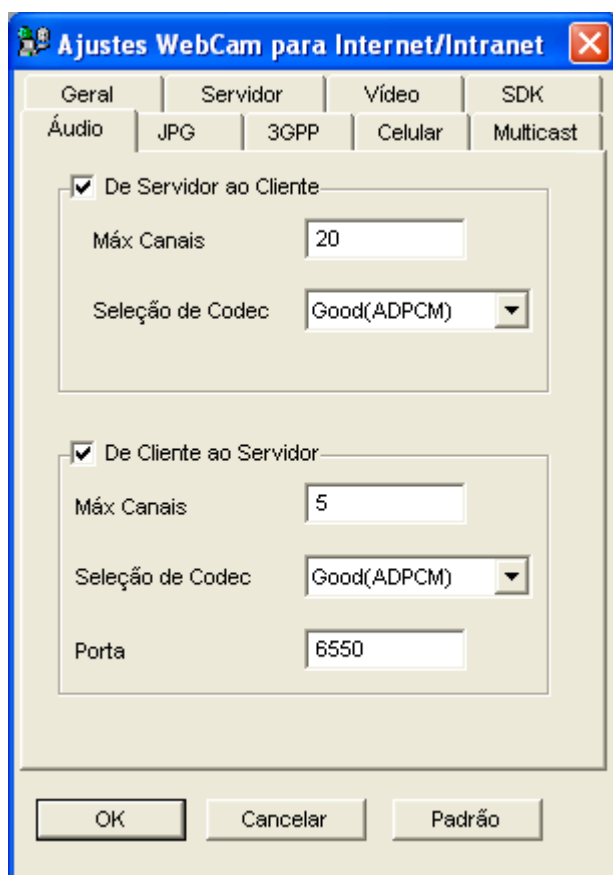 Ajustes WebCam para Internet/Intranet
Geral Servidor Vídeo SDK
Áudio JPG 3GPP Celular Multicast
De Servidor ao Cliente
Máx Canais 20
Seleção de Codec Good(ADPCM)
De Cliente ao Servidor
Máx Canais 5
Seleção de Codec Good(ADPCM)
Porta 6550
OK Cancelar Padrão